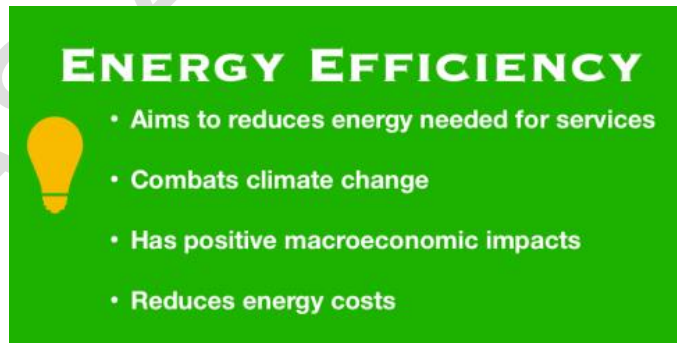 ENERGY EFFICIENCY
• Aims to reduces energy needed for services
• Combats climate change
• Has positive macroeconomic impacts
• Reduces energy costs